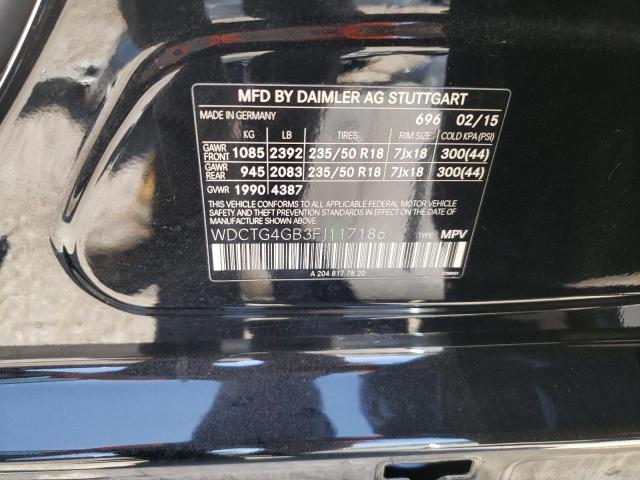 MFD BY DAIMLER AG STUTTGART
MADE IN GERMANY 696 02/15
KG LB TIRES RIM SIZE COLD KPA (PSI)
GAWR FRONT 1085 2392 235/50 R18 7Jx18 300(44)
GAWR REAR 945 2083 235/50 R18 7Jx18 300(44)
GVWR 1990 4387
THIS VEHICLE CONFORMS TO ALL APPLICABLE FEDERAL MOTOR VEHICLE SAFETY, BUMPER, AND THEFT PREVENTION STANDARDS IN EFFECT ON THE DATE OF MANUFACTURE SHOWN ABOVE.
WDCTG4GB3FJ117186 TYPE: MPV
A 204 817 78 20